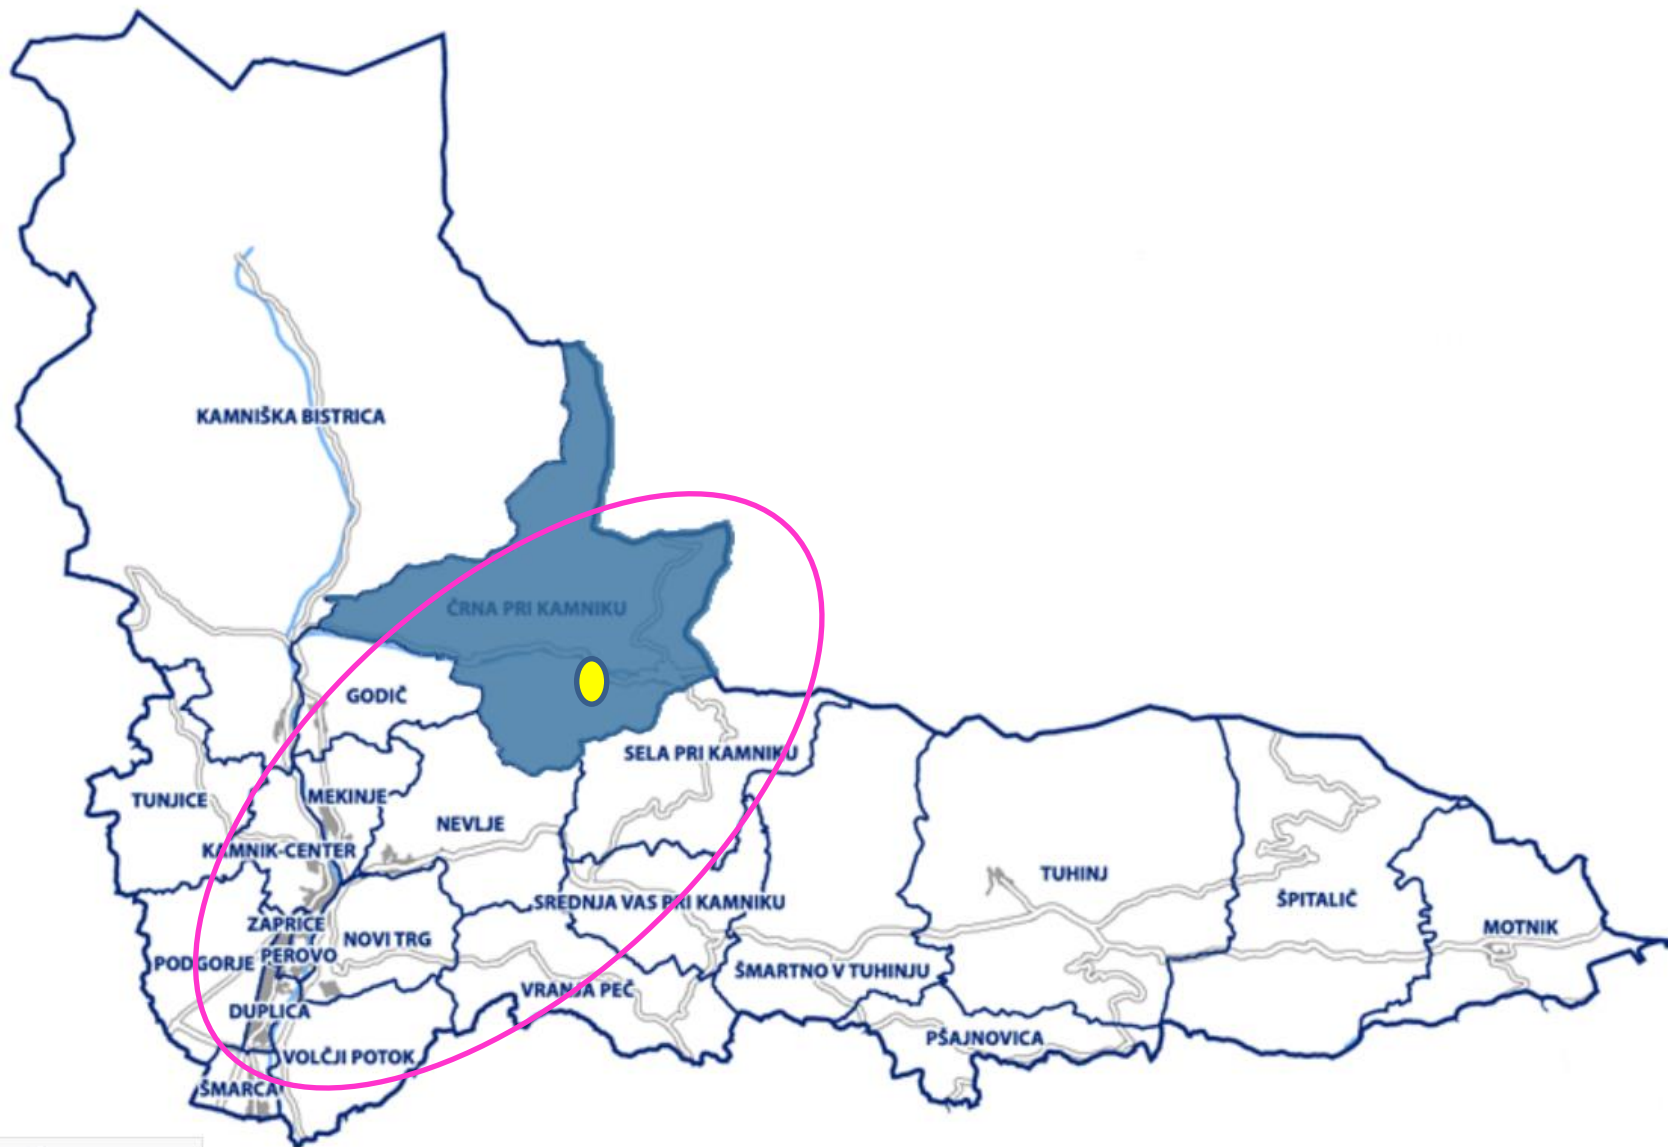 KAMNIŠKA BISTRICA
ČRNA PRI KAMNIKU
GODIČ
SELA PRI KAMNIKU
TUNJICE
MEKINJE
NEVLJE
KAMNIK-CENTER
TUHINJ
ŠPITALIČ
SREDNJA VAS PRI KAMNIKU
ZAPRICE
MOTNIK
NOVI TRG
PODGORJE
PEROVO
ŠMARTNO V TUHINJU
VRANJA PEČ
DUPLICA
PŠAJNOVICA
VOLČJI POTOK
ŠMARCA